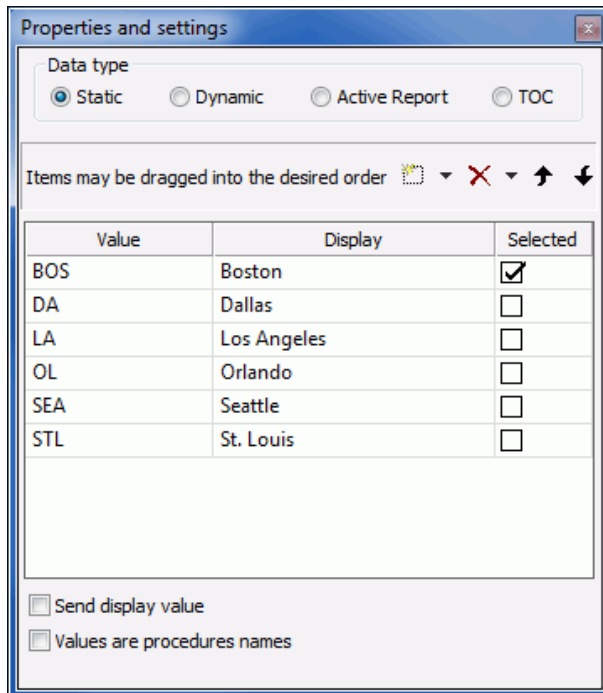 Properties and settings
Data type
Static Dynamic Active Report TOC
Items may be dragged into the desired order
Value Display Selected
BOS Boston
DA Dallas
LA Los Angeles
OL Orlando
SEA Seattle
STL St. Louis
Send display value
Values are procedures names